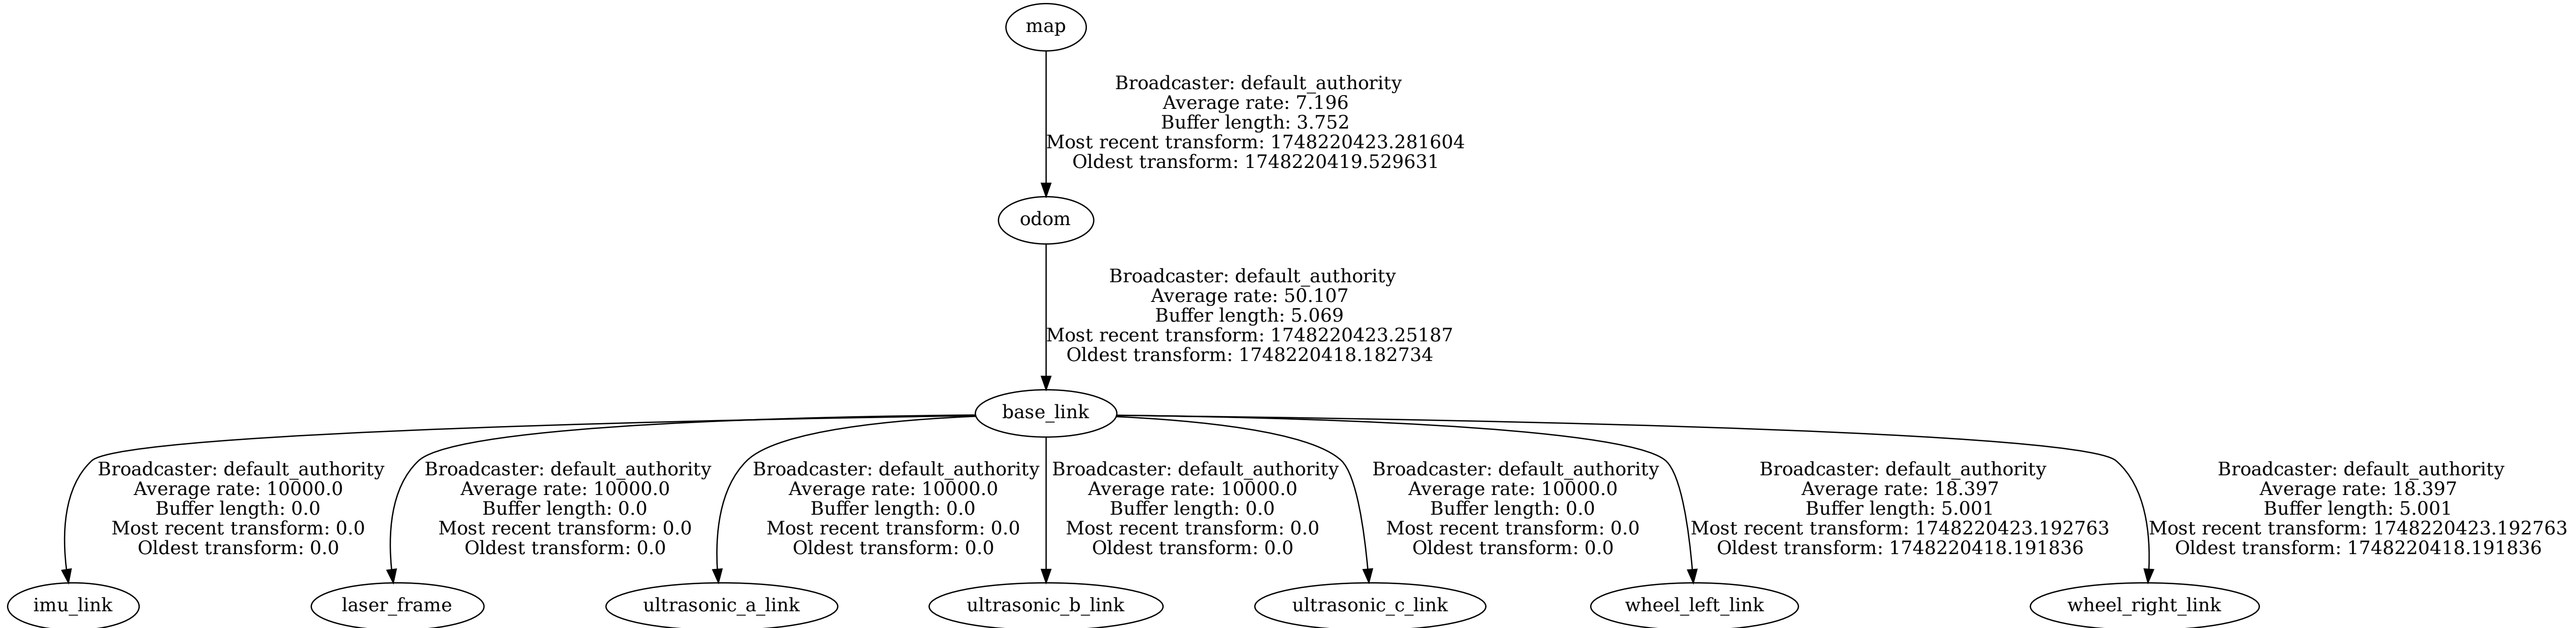 map
Broadcaster: default_authority
Average rate: 7.196
Buffer length: 3.752
Most recent transform: 1748220423.281604
Oldest transform: 1748220419.529631
odom
Broadcaster: default_authority
Average rate: 50.107
Buffer length: 5.069
Most recent transform: 1748220423.25187
Oldest transform: 1748220418.182734
base_link
Broadcaster: default_authority
Average rate: 10000.0
Buffer length: 0.0
Most recent transform: 0.0
Oldest transform: 0.0
Broadcaster: default_authority
Average rate: 10000.0
Buffer length: 0.0
Most recent transform: 0.0
Oldest transform: 0.0
Broadcaster: default_authority
Average rate: 10000.0
Buffer length: 0.0
Most recent transform: 0.0
Oldest transform: 0.0
Broadcaster: default_authority
Average rate: 10000.0
Buffer length: 0.0
Most recent transform: 0.0
Oldest transform: 0.0
Broadcaster: default_authority
Average rate: 10000.0
Buffer length: 0.0
Most recent transform: 0.0
Oldest transform: 0.0
Broadcaster: default_authority
Average rate: 18.397
Buffer length: 5.001
Most recent transform: 1748220423.192763
Oldest transform: 1748220418.191836
Broadcaster: default_authority
Average rate: 18.397
Buffer length: 5.001
Most recent transform: 1748220423.192763
Oldest transform: 1748220418.191836
imu_link
laser_frame
ultrasonic_a_link
ultrasonic_b_link
ultrasonic_c_link
wheel_left_link
wheel_right_link